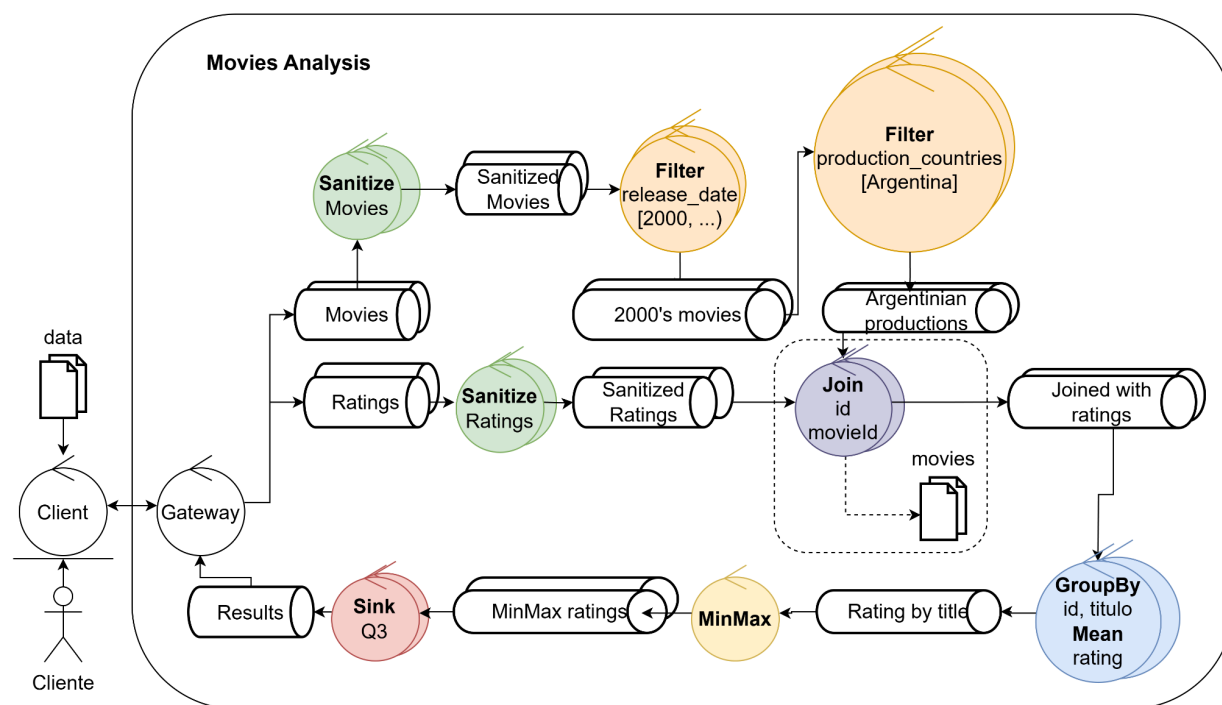 Movies Analysis
Filter
production_countries
[Argentina]
Sanitize
Movies
Sanitized
Movies
Filter
release_date
[2000, ...)
Movies
2000's movies
Argentinian
productions
data
Ratings
Sanitize
Ratings
Sanitized
Ratings
Join
id
movieId
Joined with
ratings
movies
Client
Gateway
Results
Sink
Q3
MinMax ratings
MinMax
Rating by title
GroupBy
id, titulo
Mean
rating
Cliente